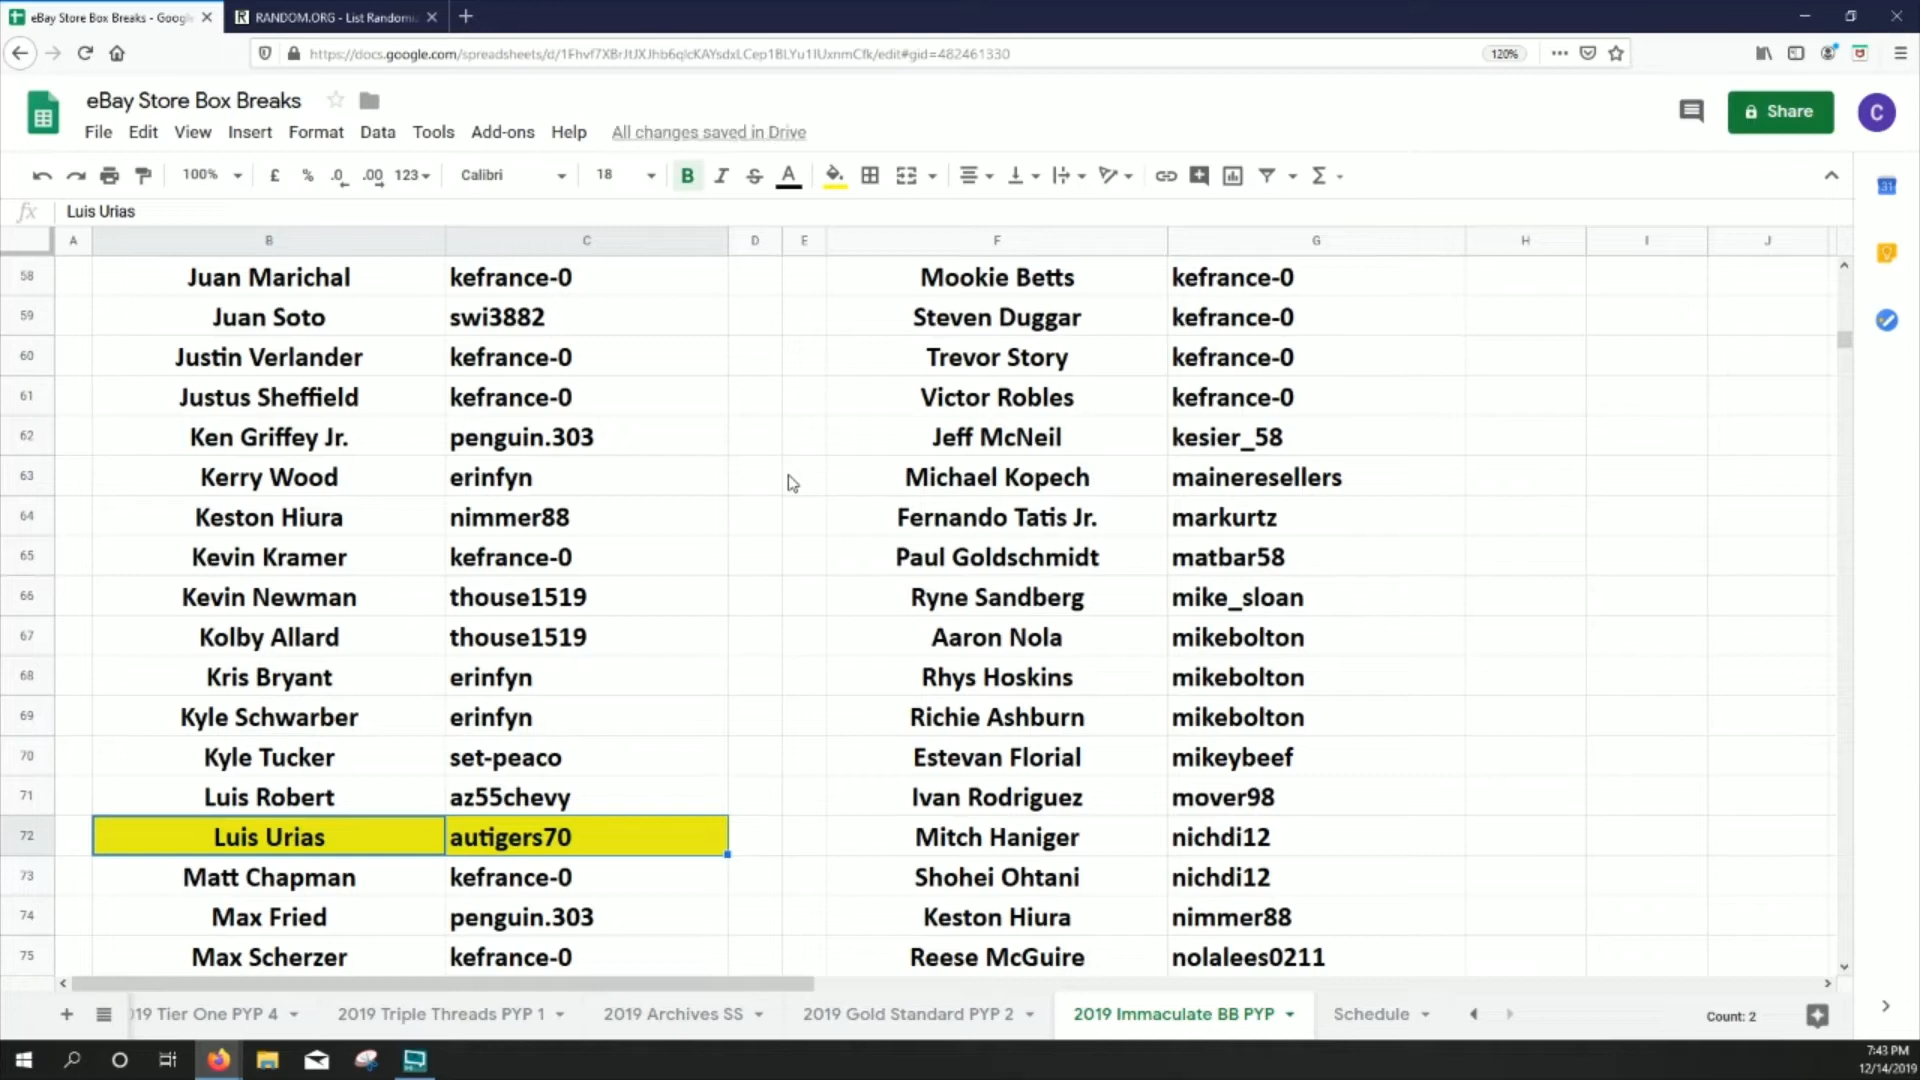 eBay Store Box Breaks - Googl
RANDOM.ORG - List Randomi
eBay Store Box Breaks
File Edit View Insert Format Data Tools Add-ons Help All changes saved in Drive
Share
C
120%
100% £ % .0 .00 123 Calibri 18 B I S A
fx Luis Urias
A B C D E F G H I J
58 Juan Marichal kefrance-0 Mookie Betts kefrance-0
59 Juan Soto swi3882 Steven Duggar kefrance-0
60 Justin Verlander kefrance-0 Trevor Story kefrance-0
61 Justus Sheffield kefrance-0 Victor Robles kefrance-0
62 Ken Griffey Jr. penguin.303 Jeff McNeil kesier_58
63 Kerry Wood erinfyn Michael Kopech maineresellers
64 Keston Hiura nimmer88 Fernando Tatis Jr. markurtz
65 Kevin Kramer kefrance-0 Paul Goldschmidt matbar58
66 Kevin Newman thouse1519 Ryne Sandberg mike_sloan
67 Kolby Allard thouse1519 Aaron Nola mikebolton
68 Kris Bryant erinfyn Rhys Hoskins mikebolton
69 Kyle Schwarber erinfyn Richie Ashburn mikebolton
70 Kyle Tucker set-peaco Estevan Florial mikeybeef
71 Luis Robert az55chevy Ivan Rodriguez mover98
72 Luis Urias autigers70 Mitch Haniger nichdi12
73 Matt Chapman kefrance-0 Shohei Ohtani nichdi12
74 Max Fried penguin.303 Keston Hiura nimmer88
75 Max Scherzer kefrance-0 Reese McGuire nolalees0211
19 Tier One PYP 4 2019 Triple Threads PYP 1 2019 Archives SS 2019 Gold Standard PYP 2 2019 Immaculate BB PYP Schedule Count: 2
7:43 PM
12/14/2019